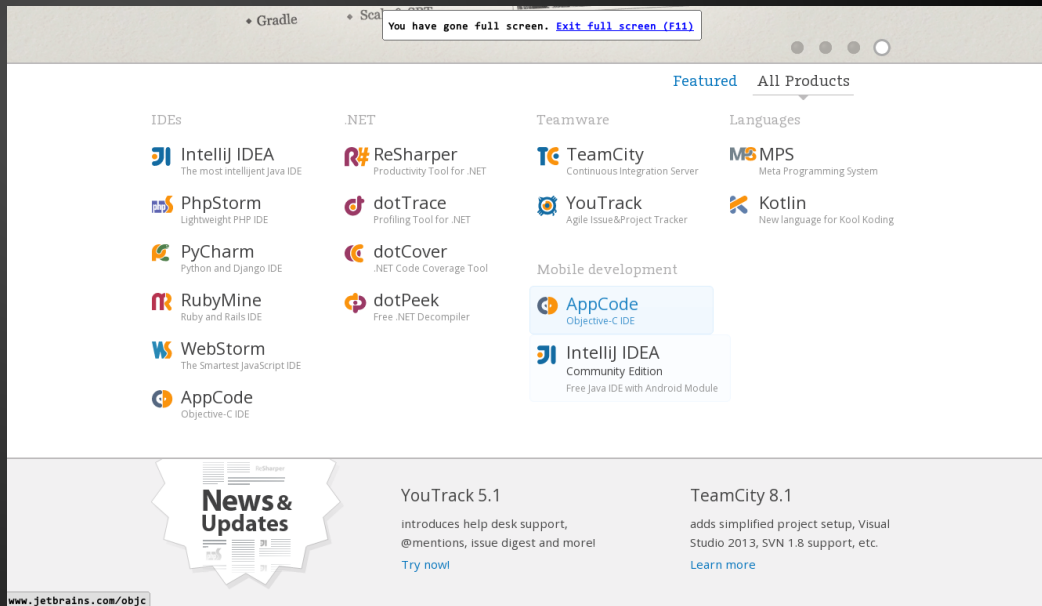 Gradle
You have gone full screen. Exit full screen (F11)
Featured
All Products
IDEs
IntelliJ IDEA
The most intellijent Java IDE
PhpStorm
Lightweight PHP IDE
PyCharm
Python and Django IDE
RubyMine
Ruby and Rails IDE
WebStorm
The Smartest JavaScript IDE
AppCode
Objective-C IDE
.NET
ReSharper
Productivity Tool for .NET
dotTrace
Profiling Tool for .NET
dotCover
.NET Code Coverage Tool
dotPeek
Free .NET Decompiler
Teamware
TeamCity
Continuous Integration Server
YouTrack
Agile Issue&Project Tracker
Mobile development
AppCode
Objective-C IDE
IntelliJ IDEA
Community Edition
Free Java IDE with Android Module
Languages
MPS
Meta Programming System
Kotlin
New language for Kool Koding
ReSharper
News &
Updates
YouTrack 5.1
introduces help desk support,
@mentions, issue digest and more!
Try now!
TeamCity 8.1
adds simplified project setup, Visual
Studio 2013, SVN 1.8 support, etc.
Learn more
www.jetbrains.com/objc